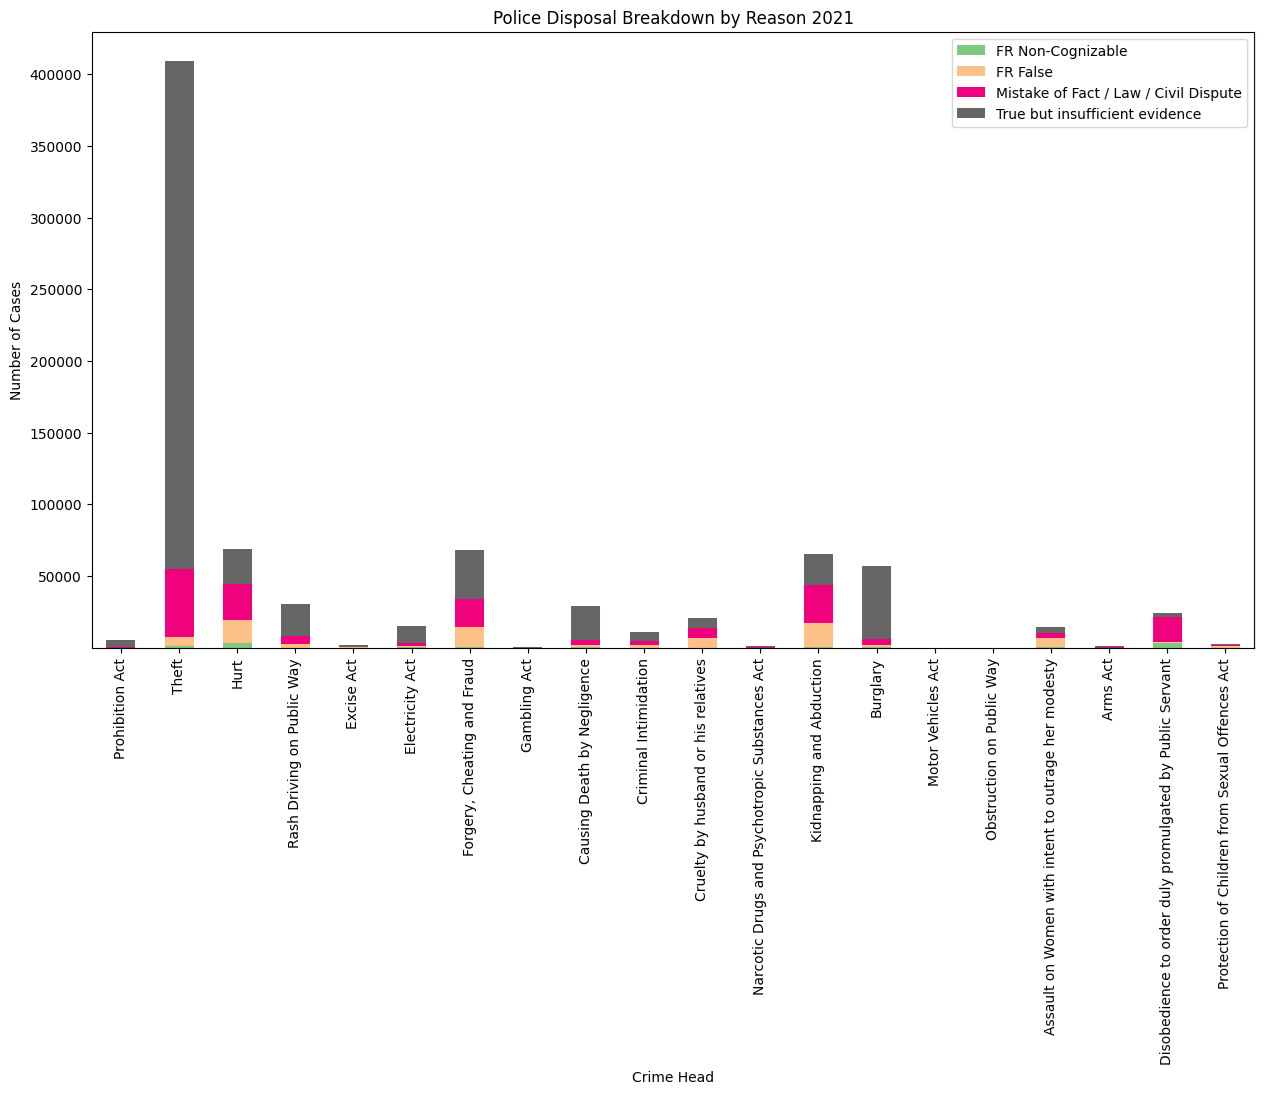 Police Disposal Breakdown by Reason 2021
FR Non-Cognizable
FR False
Mistake of Fact / Law / Civil Dispute
True but insufficient evidence
Number of Cases
400000
350000
300000
250000
200000
150000
100000
50000
Prohibition Act
Theft
Hurt
Rash Driving on Public Way
Excise Act
Electricity Act
Forgery, Cheating and Fraud
Gambling Act
Causing Death by Negligence
Criminal Intimidation
Cruelty by husband or his relatives
Narcotic Drugs and Psychotropic Substances Act
Kidnapping and Abduction
Burglary
Motor Vehicles Act
Obstruction on Public Way
Assault on Women with intent to outrage her modesty
Arms Act
Disobedience to order duly promulgated by Public Servant
Protection of Children from Sexual Offences Act
Crime Head